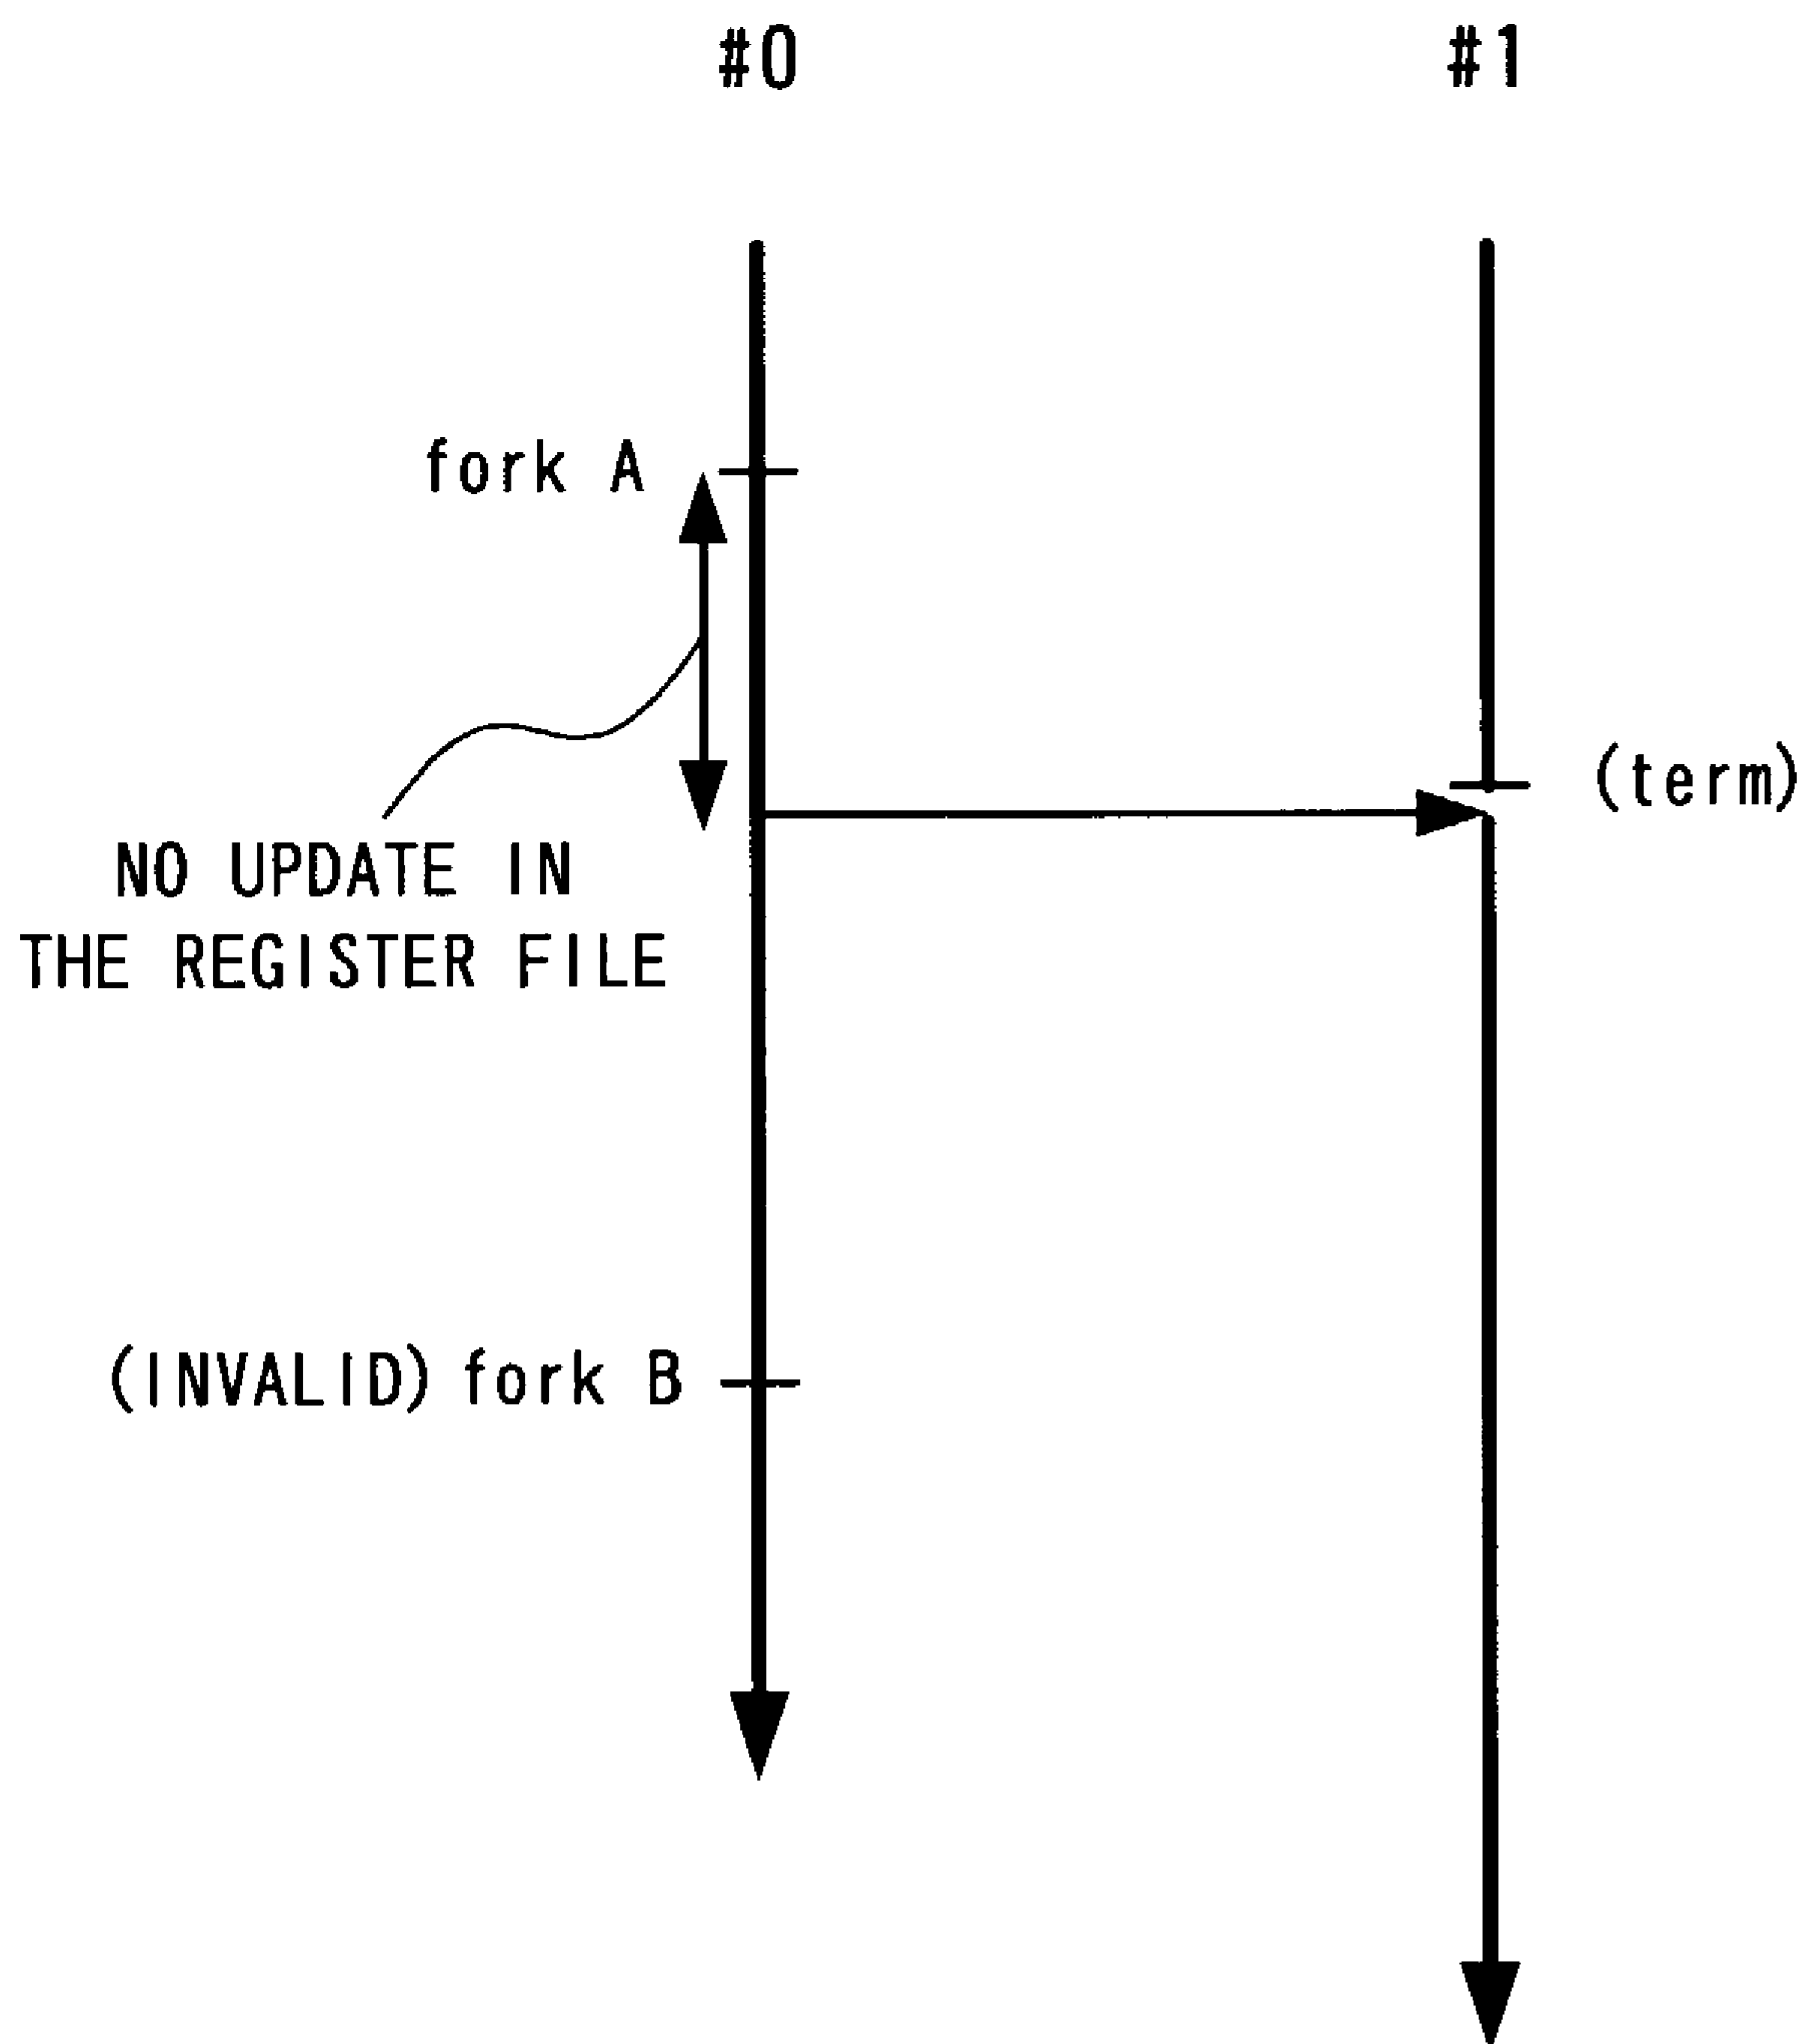 #0 #1
fork A
(term)
NO UPDATE IN
THE REGISTER FILE
(INVALID) fork B